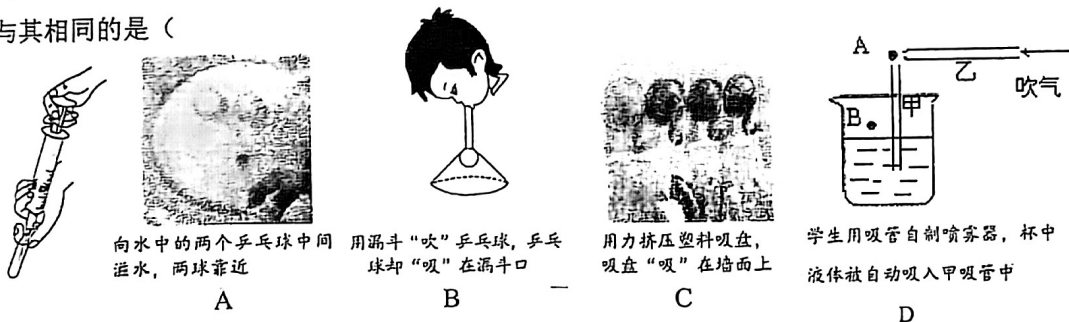 与其相同的是（
A
乙
吹气
甲
B
向水中的两个乒乓球中间
滋水，两球靠近
A
用漏斗“吹”乒乓球，乒乓
球却“吸”在漏斗口
B
用力挤压塑料吸盘，
吸盘“吸”在墙面上
C
学生用吸管自制喷雾器，杯中
液体被自动吸入甲吸管中
D